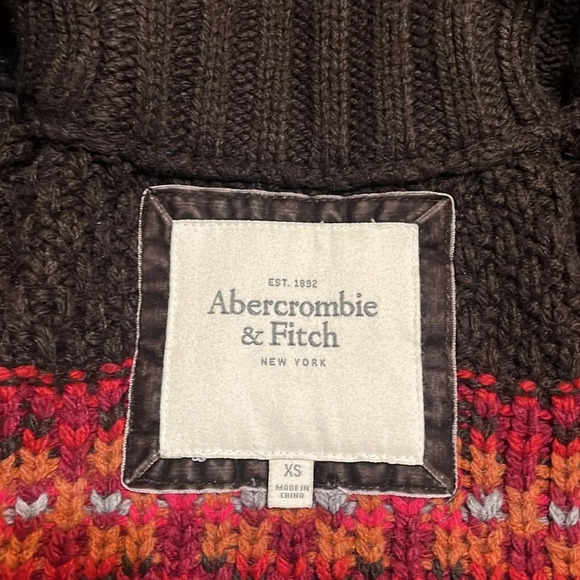 EST. 1892
Abercrombie
& Fitch
NEW YORK
XS
MADE IN
CHINA